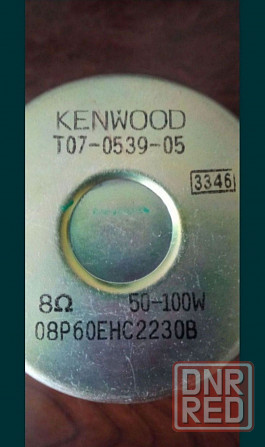 KENWOOD
T07-0539-05
3346
8Ω 50-100W
08P60EHC2230B
DNR
RED